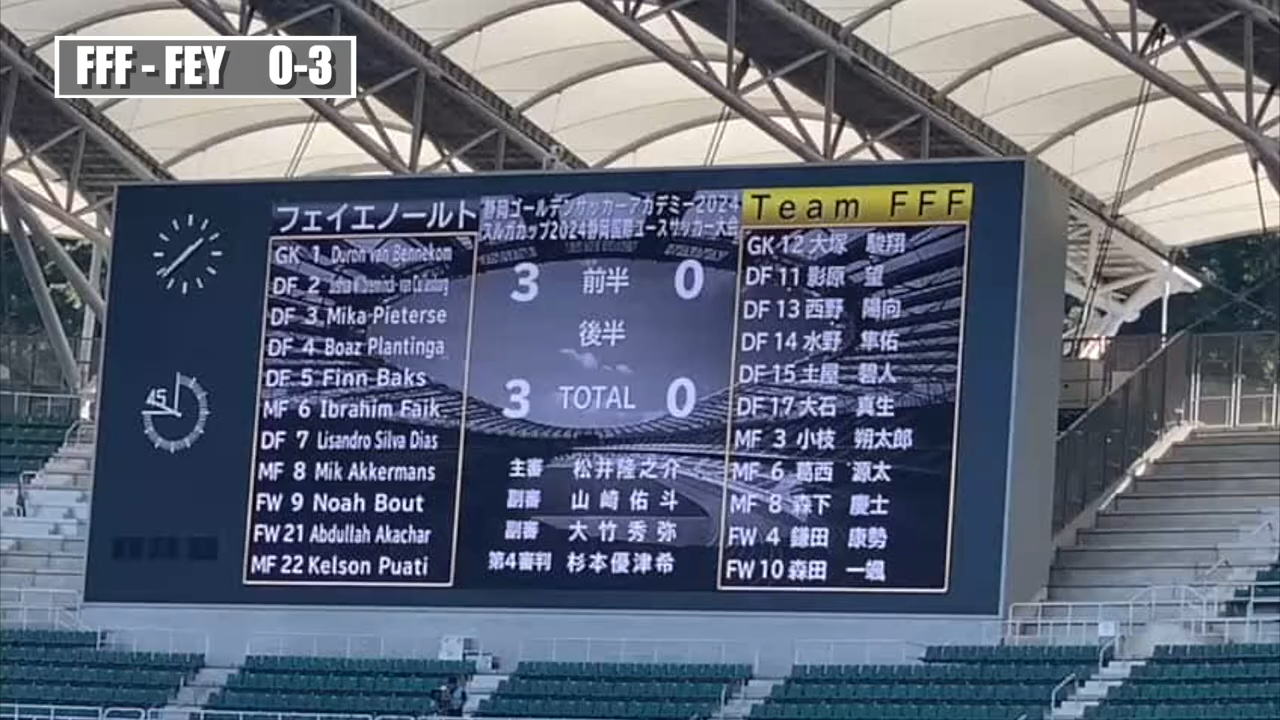 FFF - FEY 0-3
フェイエノールト
静岡ゴールデンサッカーアカデミー2024
スルガカップ2024静岡国際ユースサッカー大会
Team FFF
GK 1 Duron van Bennekom
DF 2
DF 3 Mika Pieterse
DF 4 Boaz Plantinga
DF 5 Finn Baks
MF 6 Ibrahim Faik
DF 7 Lisandro Silva Dias
MF 8 Mik Akkermans
FW 9 Noah Bout
FW 21 Abdullah Akachar
MF 22 Kelson Puati
3 前半 0
後半
3 TOTAL 0
主審 松井隆之介
副審 山﨑佑斗
副審 大竹秀弥
第4審判 杉本優津希
GK 12 大塚 駿翔
DF 11 影原 望
DF 13 西野 陽向
DF 14 水野 隼佑
DF 15 土屋 碧人
DF 17 大石 真生
MF 3 小枝 朔太郎
MF 6 葛西 源太
MF 8 森下 慶士
FW 4 鎌田 康勢
FW 10 森田 一颯
45